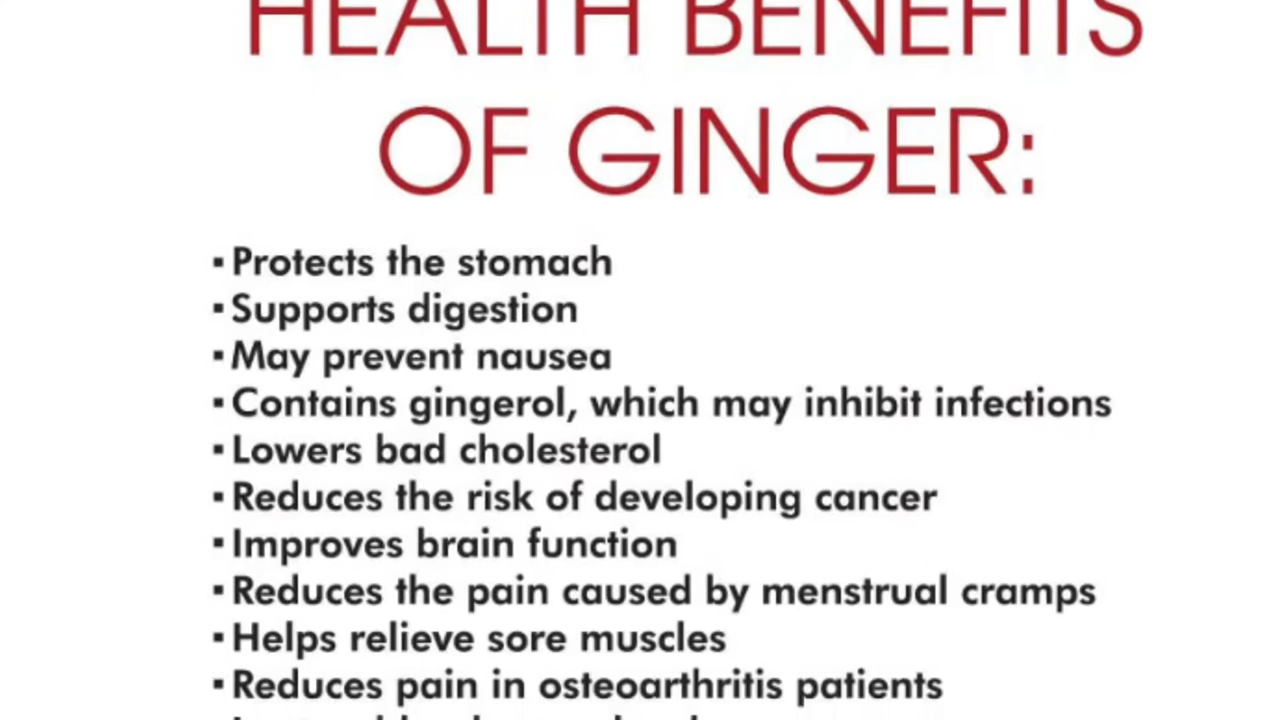 HEALTH BENEFITS
OF GINGER:
▪ Protects the stomach
▪ Supports digestion
▪ May prevent nausea
▪ Contains gingerol, which may inhibit infections
▪ Lowers bad cholesterol
▪ Reduces the risk of developing cancer
▪ Improves brain function
▪ Reduces the pain caused by menstrual cramps
▪ Helps relieve sore muscles
▪ Reduces pain in osteoarthritis patients